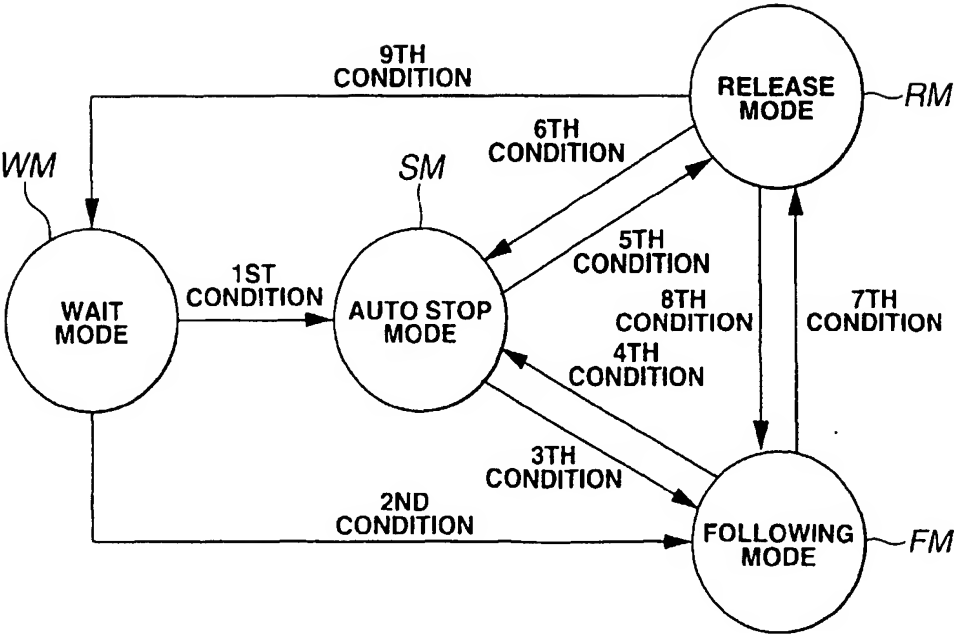 9TH
CONDITION
RELEASE
MODE
RM
6TH
CONDITION
WM
SM
5TH
CONDITION
1ST
CONDITION
WAIT
MODE
AUTO STOP
MODE
8TH
CONDITION
7TH
CONDITION
4TH
CONDITION
3TH
CONDITION
2ND
CONDITION
FOLLOWING
MODE
FM